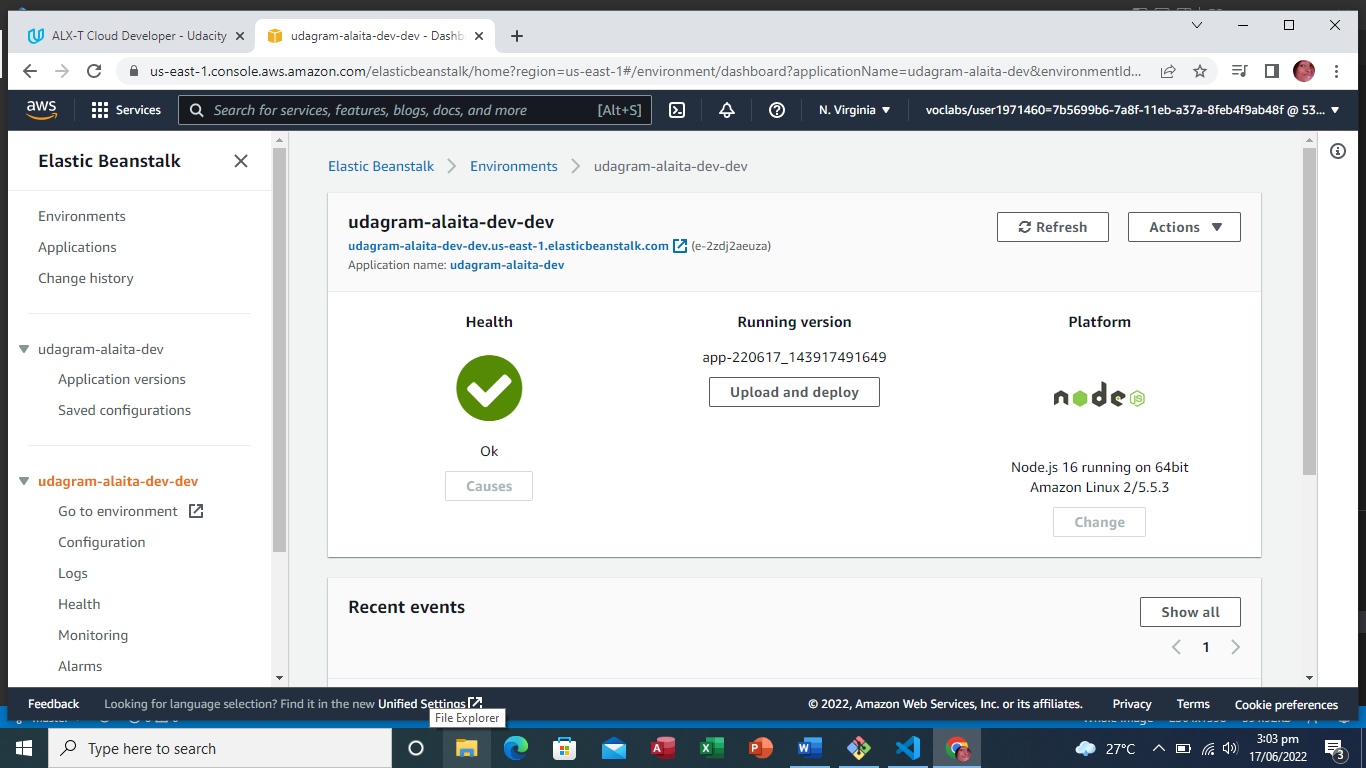 ALX-T Cloud Developer - Udacity
udagram-alaita-dev-dev - Dashb
us-east-1.console.aws.amazon.com/elasticbeanstalk/home?region=us-east-1#/environment/dashboard?applicationName=udagram-alaita-dev&environmentId...
aws
Services
Search for services, features, blogs, docs, and more
[Alt+S]
N. Virginia
voclabs/user1971460=7b5699b6-7a8f-11eb-a37a-8feb4f9ab48f @ 53...
Elastic Beanstalk
Environments
Applications
Change history
udagram-alaita-dev
Application versions
Saved configurations
udagram-alaita-dev-dev
Go to environment
Configuration
Logs
Health
Monitoring
Alarms
Elastic Beanstalk
Environments
udagram-alaita-dev-dev
udagram-alaita-dev-dev
udagram-alaita-dev-dev.us-east-1.elasticbeanstalk.com (e-2zdj2aeuza)
Application name: udagram-alaita-dev
Refresh
Actions
Health
Ok
Causes
Running version
app-220617_143917491649
Upload and deploy
Platform
node JS
Node.js 16 running on 64bit
Amazon Linux 2/5.5.3
Change
Recent events
Show all
1
Feedback
Looking for language selection? Find it in the new Unified Settings
© 2022, Amazon Web Services, Inc. or its affiliates.
Privacy
Terms
Cookie preferences
File Explorer
Type here to search
27°C
3:03 pm
17/06/2022
3